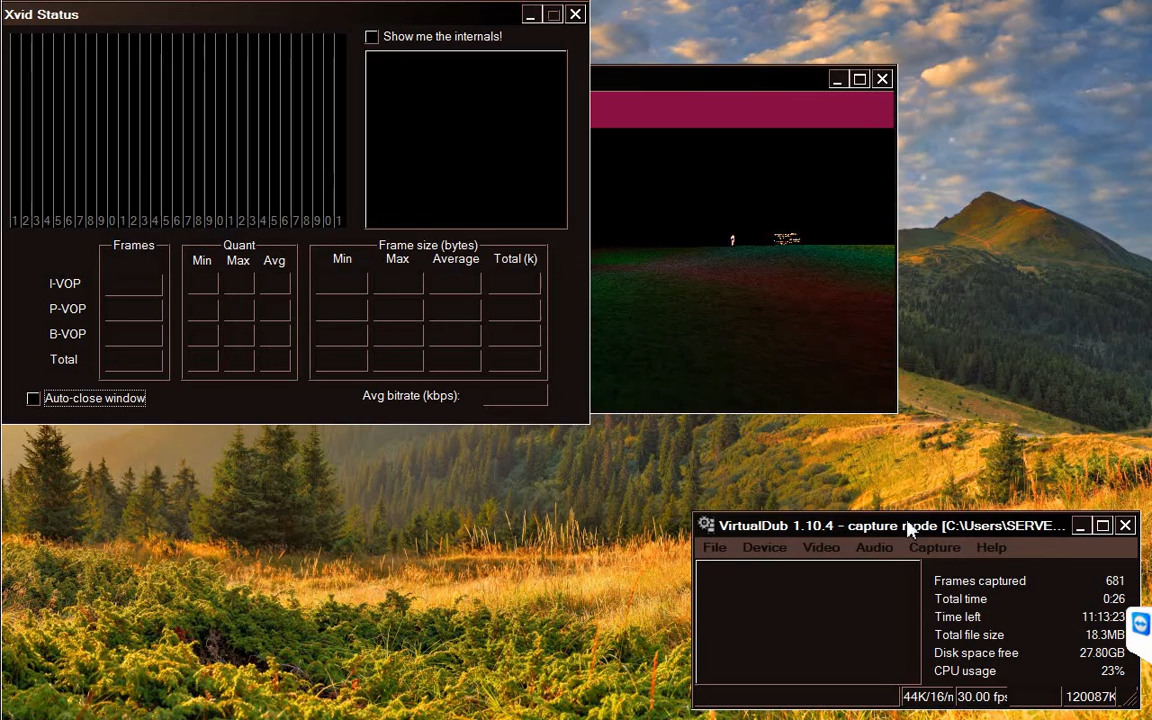 Xvid Status
Show me the internals!
1 2 3 4 5 6 7 8 9 0 1 2 3 4 5 6 7 8 9 0 1 2 3 4 5 6 7 8 9 0 1
Frames
Quant
Frame size (bytes)
Min Max Avg
Min Max Average Total (k)
I-VOP
P-VOP
B-VOP
Total
Auto-close window
Avg bitrate (kbps):
VirtualDub 1.10.4 - capture mode [C:\Users\SERVE...
File Device Video Audio Capture Help
Frames captured 681
Total time 0:26
Time left 11:13:23
Total file size 18.3MB
Disk space free 27.80GB
CPU usage 23%
44K/16/n 30.00 fps 120087K